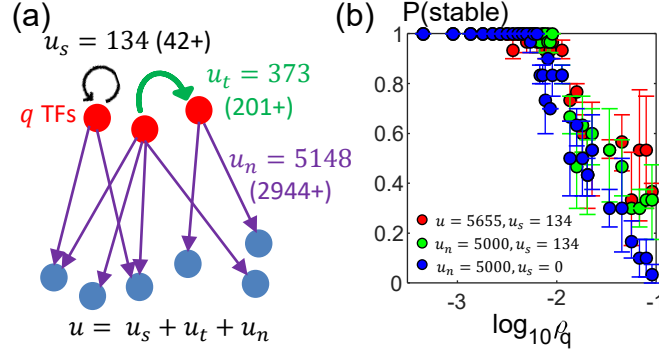 (a)
u_s = 134 (42+)
u_t = 373
(201+)
q TFs
u_n = 5148
(2944+)
u = u_s + u_t + u_n
(b)
P(stable)
1
0.8
0.6
0.4
0.2
0
u = 5655, u_s = 134
u_n = 5000, u_s = 134
u_n = 5000, u_s = 0
-3
-2
-1
log₁₀ρ_q